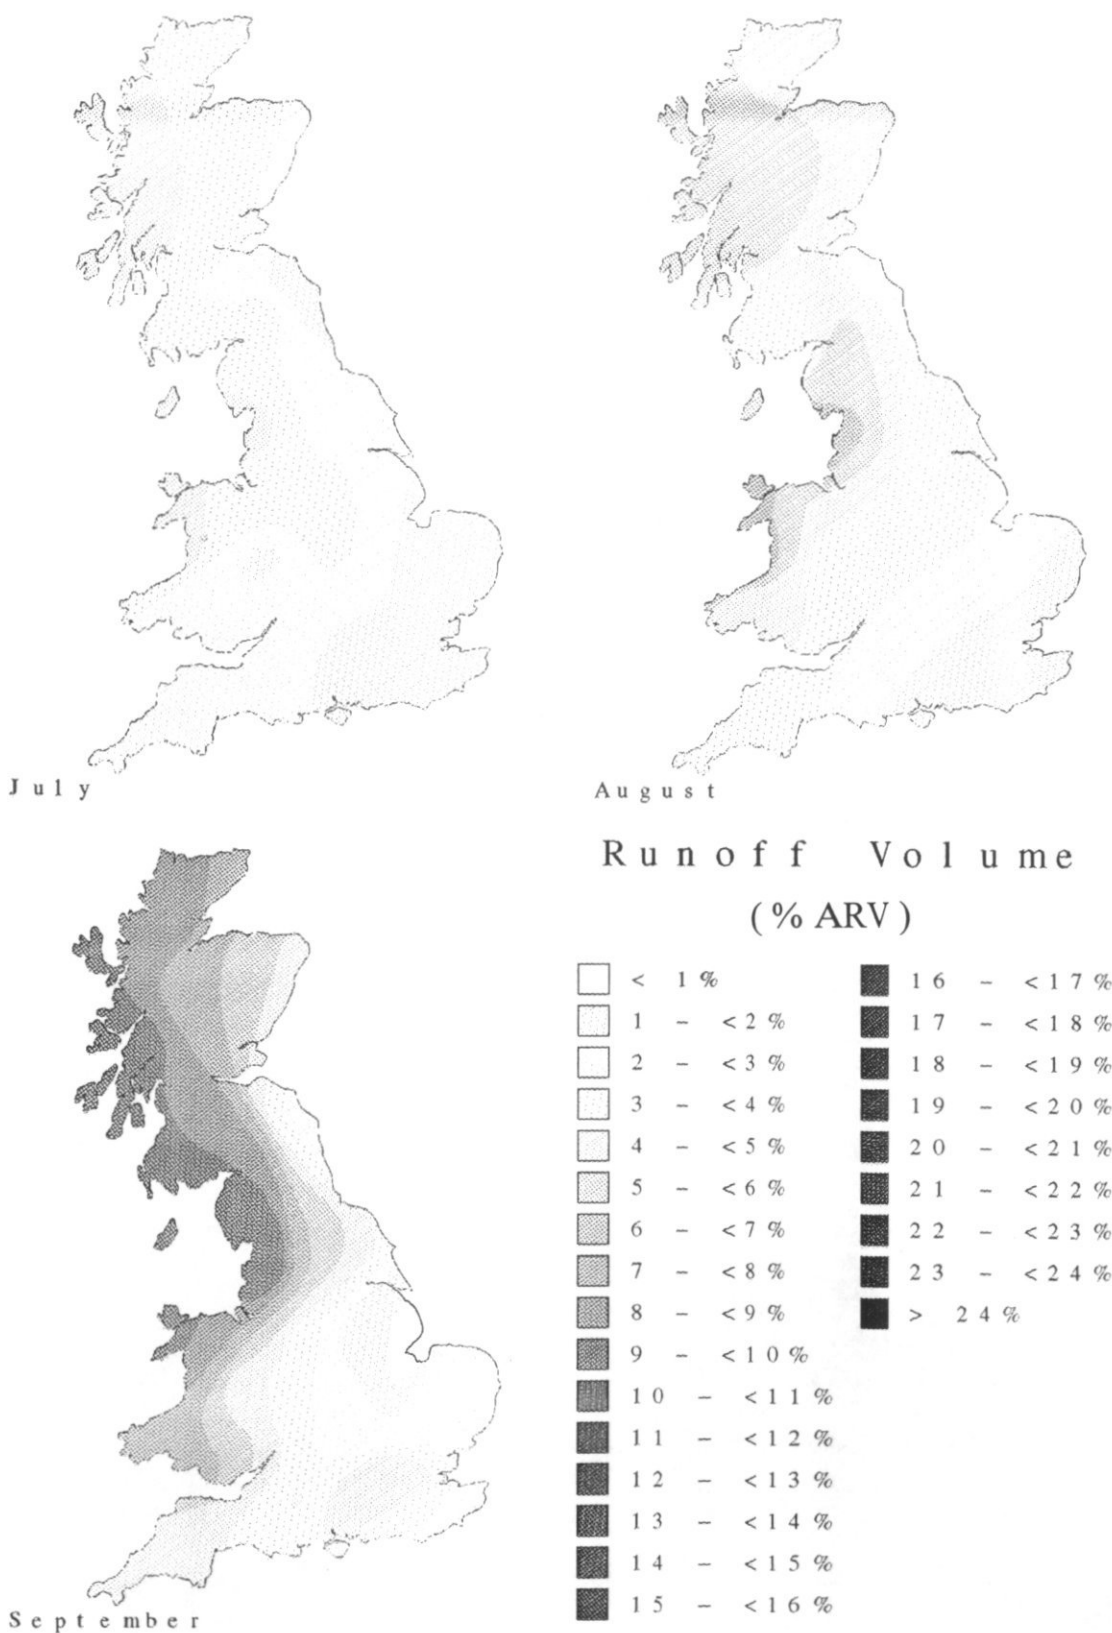 July
August
September
Runoff Volume
(% ARV)
< 1%
1 - <2%
2 - <3%
3 - <4%
4 - <5%
5 - <6%
6 - <7%
7 - <8%
8 - <9%
9 - <10%
10 - <11%
11 - <12%
12 - <13%
13 - <14%
14 - <15%
15 - <16%
16 - <17%
17 - <18%
18 - <19%
19 - <20%
20 - <21%
21 - <22%
22 - <23%
23 - <24%
> 24%